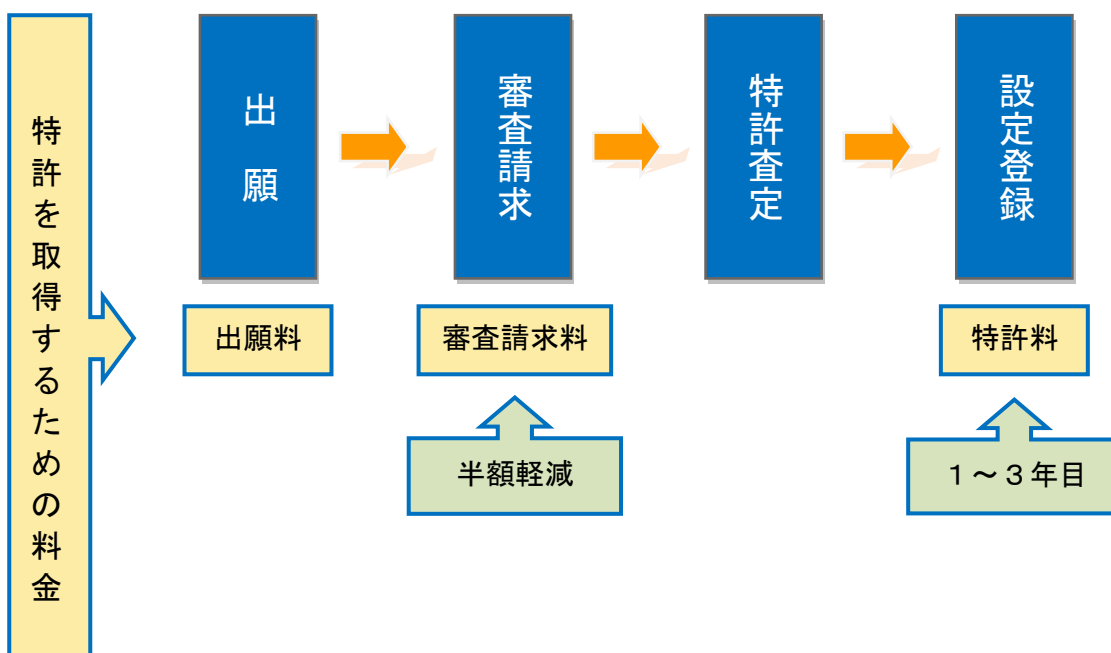 特許を取得するための料金
出願
審査請求
特許査定
設定登録
出願料
審査請求料
特許料
半額軽減
１～３年目